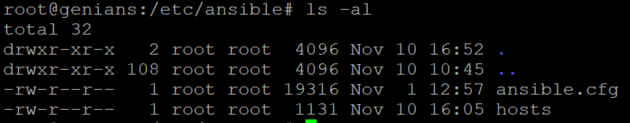 root@genians:/etc/ansible# ls -al
total 32
drwxr-xr-x   2 root root  4096 Nov 10 16:52 .
drwxr-xr-x 108 root root  4096 Nov 10 10:45 ..
-rw-r--r--   1 root root 19316 Nov  1 12:57 ansible.cfg
-rw-r--r--   1 root root  1131 Nov 10 16:05 hosts